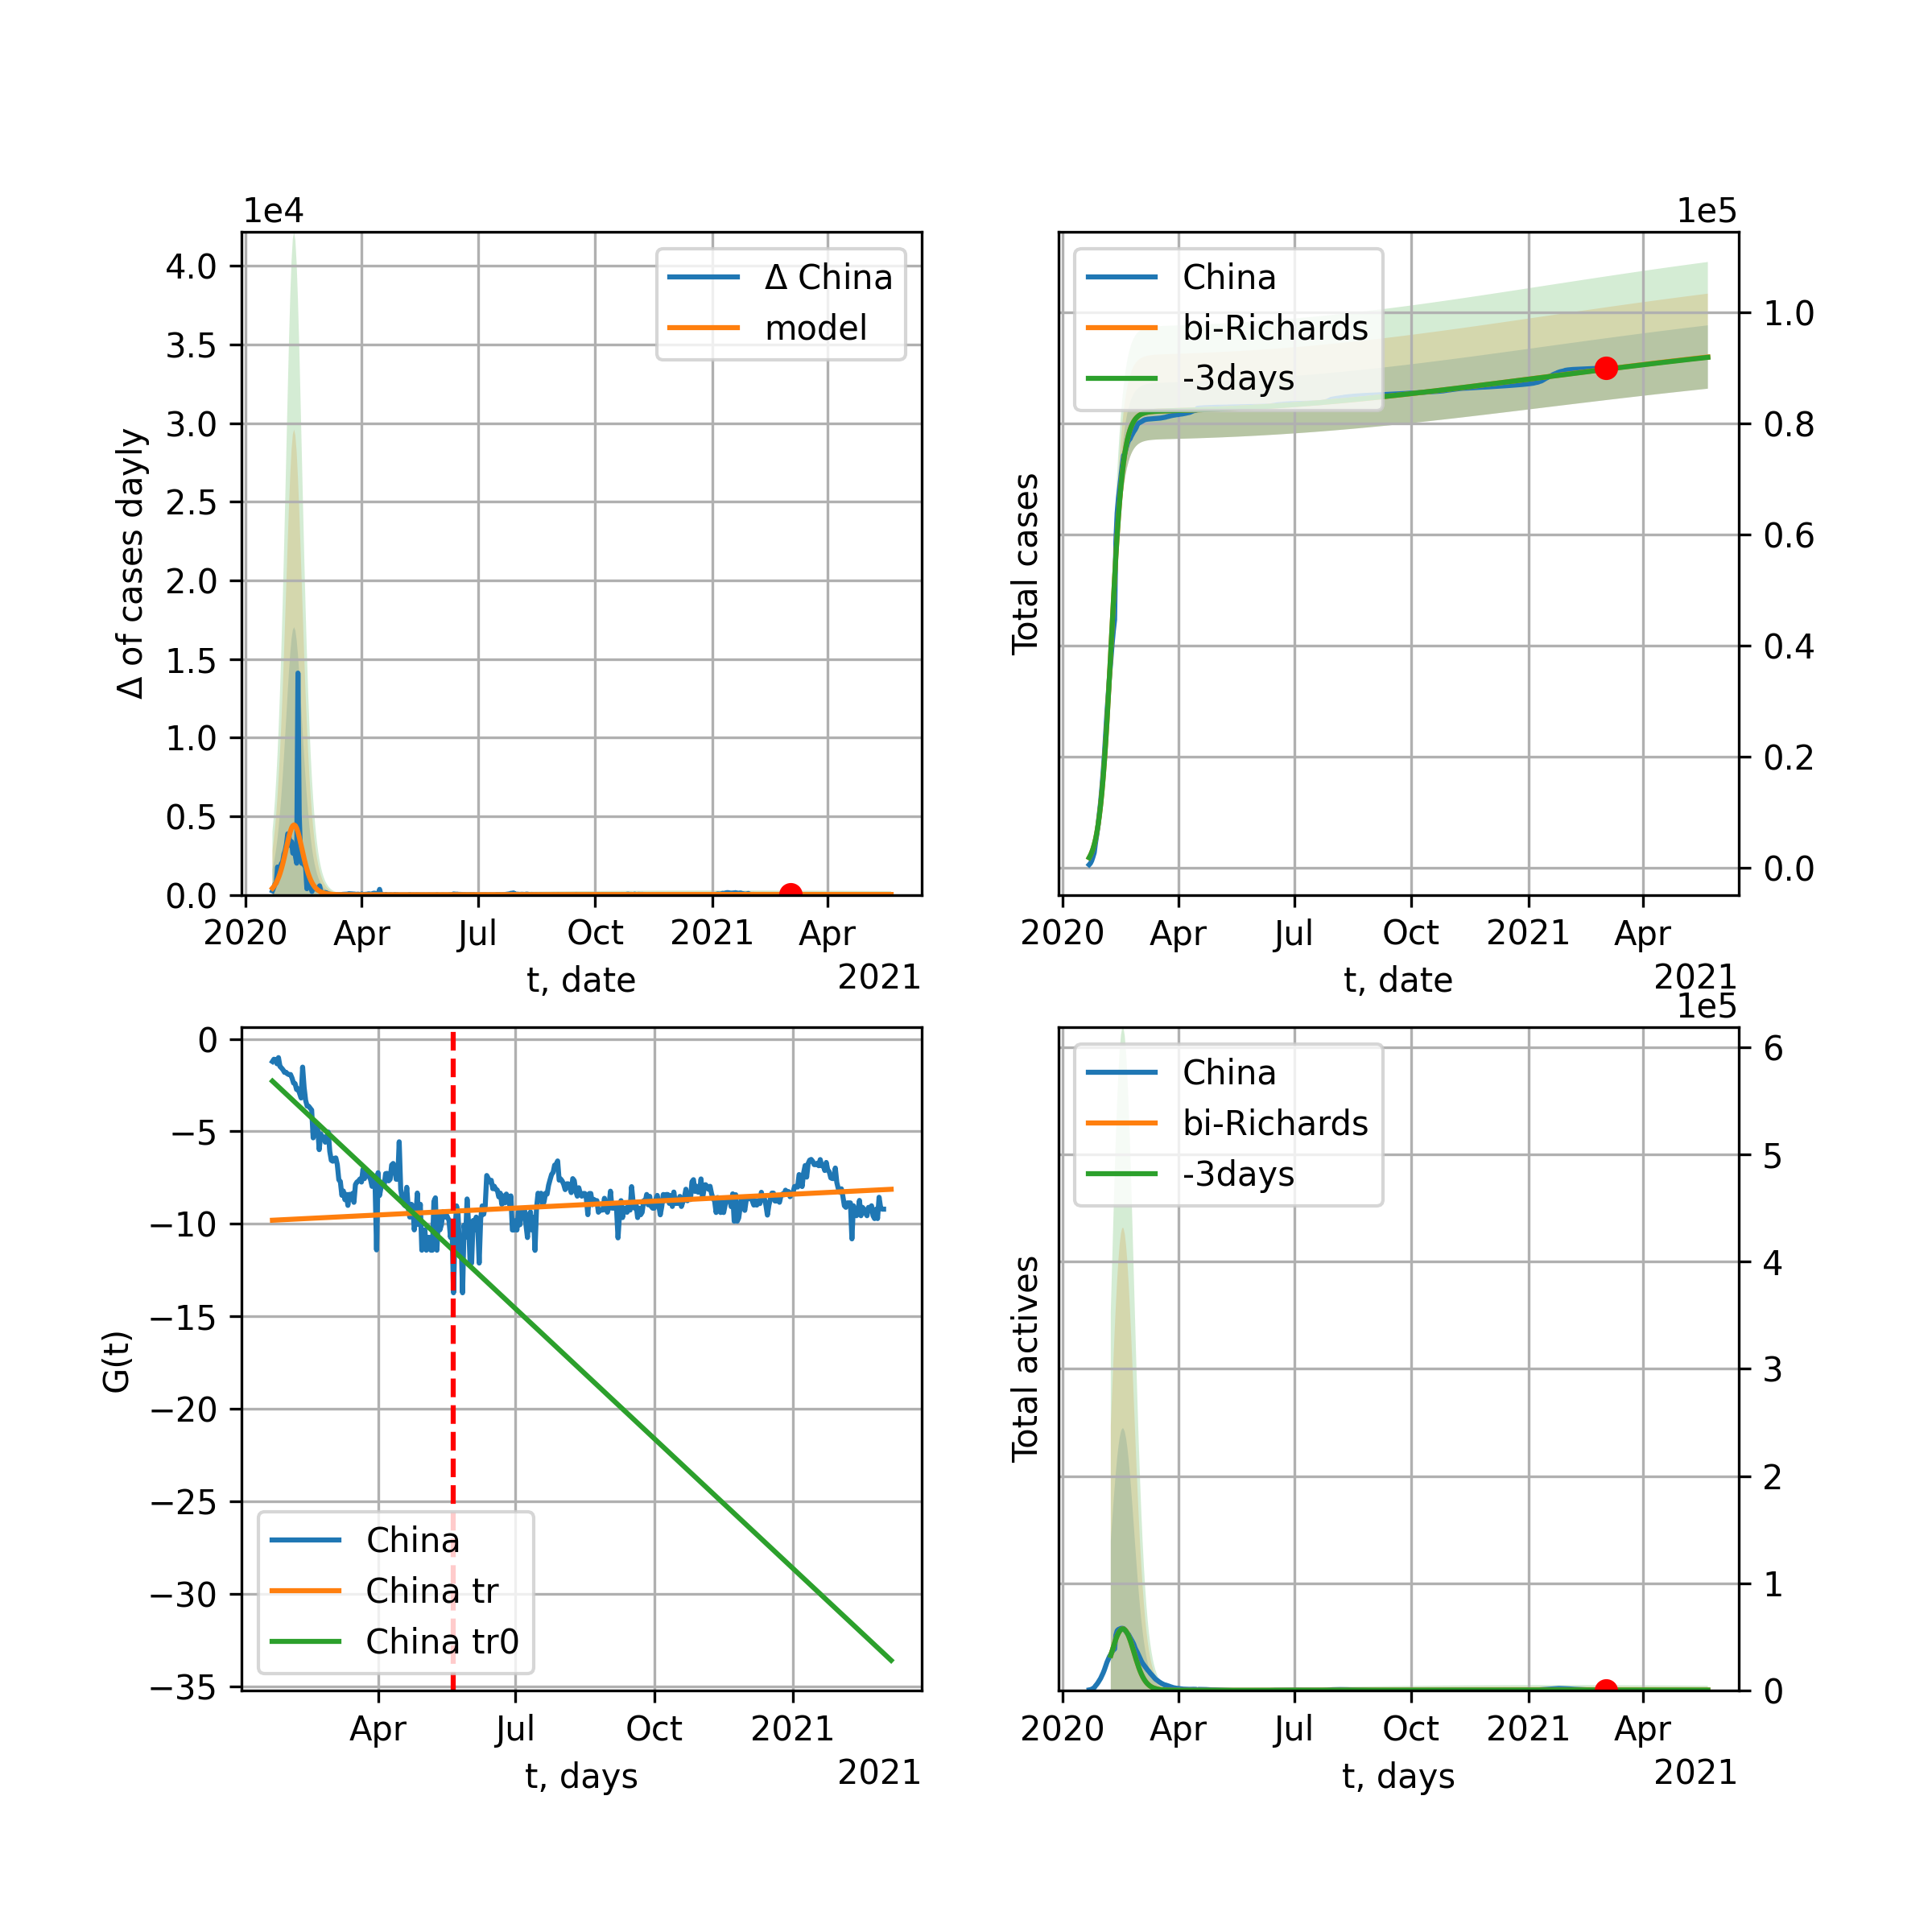 1e4
Δ of cases dayly
4.0
3.5
3.0
2.5
2.0
1.5
1.0
0.5
0.0
Δ China
model
2020 Apr Jul Oct 2021 Apr
t, date
2021
1e5
Total cases
China
bi-Richards
-3days
1.0
0.8
0.6
0.4
0.2
0.0
2020 Apr Jul Oct 2021 Apr
t, date
2021
G(t)
0
−5
−10
−15
−20
−25
−30
−35
China
China tr
China tr0
Apr Jul Oct 2021
t, days
2021
1e5
Total actives
China
bi-Richards
-3days
6
5
4
3
2
1
0
2020 Apr Jul Oct 2021 Apr
t, days
2021